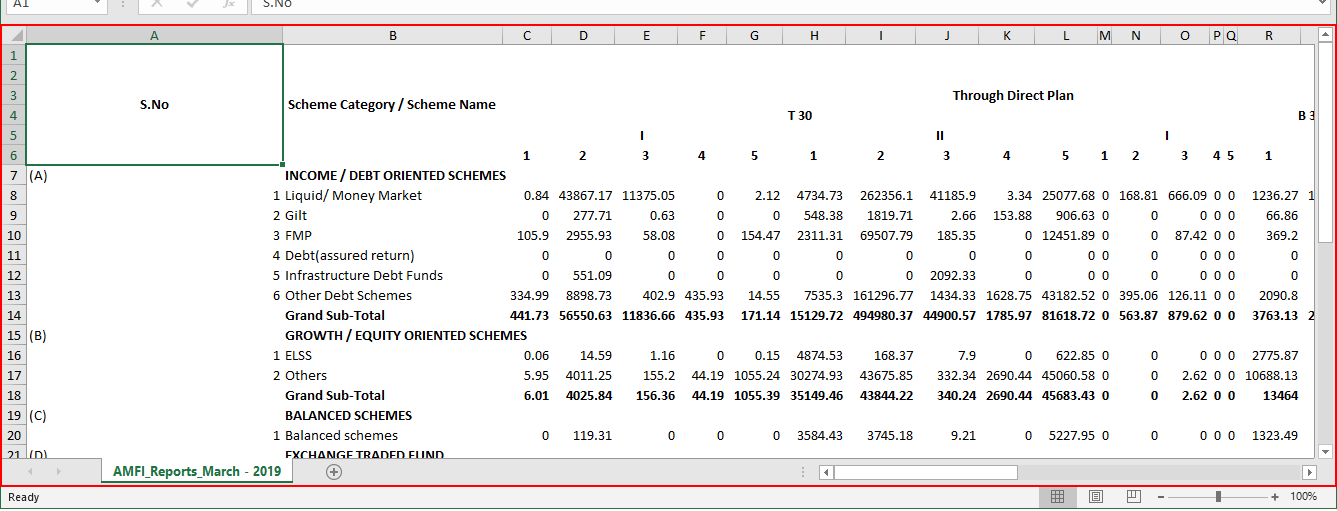 A1 fx S.No
A B C D E F G H I J K L M N O P Q R
1
2
3 Through Direct Plan
S.No Scheme Category / Scheme Name
4 T 30 B 3
5 I II I
6 1 2 3 4 5 1 2 3 4 5 1 2 3 4 5 1
7 (A) INCOME / DEBT ORIENTED SCHEMES
8 1 Liquid/ Money Market 0.84 43867.17 11375.05 0 2.12 4734.73 262356.1 41185.9 3.34 25077.68 0 168.81 666.09 0 0 1236.27 1
9 2 Gilt 0 277.71 0.63 0 0 548.38 1819.71 2.66 153.88 906.63 0 0 0 0 0 66.86
10 3 FMP 105.9 2955.93 58.08 0 154.47 2311.31 69507.79 185.35 0 12451.89 0 0 87.42 0 0 369.2
11 4 Debt(assured return) 0 0 0 0 0 0 0 0 0 0 0 0 0 0 0 0
12 5 Infrastructure Debt Funds 0 551.09 0 0 0 0 0 2092.33 0 0 0 0 0 0 0 0
13 6 Other Debt Schemes 334.99 8898.73 402.9 435.93 14.55 7535.3 161296.77 1434.33 1628.75 43182.52 0 395.06 126.11 0 0 2090.8
14 Grand Sub-Total 441.73 56550.63 11836.66 435.93 171.14 15129.72 494980.37 44900.57 1785.97 81618.72 0 563.87 879.62 0 0 3763.13 2
15 (B) GROWTH / EQUITY ORIENTED SCHEMES
16 1 ELSS 0.06 14.59 1.16 0 0.15 4874.53 168.37 7.9 0 622.85 0 0 0 0 0 2775.87
17 2 Others 5.95 4011.25 155.2 44.19 1055.24 30274.93 43675.85 332.34 2690.44 45060.58 0 0 2.62 0 0 10688.13
18 Grand Sub-Total 6.01 4025.84 156.36 44.19 1055.39 35149.46 43844.22 340.24 2690.44 45683.43 0 0 2.62 0 0 13464
19 (C) BALANCED SCHEMES
20 1 Balanced schemes 0 119.31 0 0 0 3584.43 3745.18 9.21 0 5227.95 0 0 0 0 0 1323.49
21 (D) EXCHANGE TRADED FUND
AMFI_Reports_March - 2019
Ready 100%